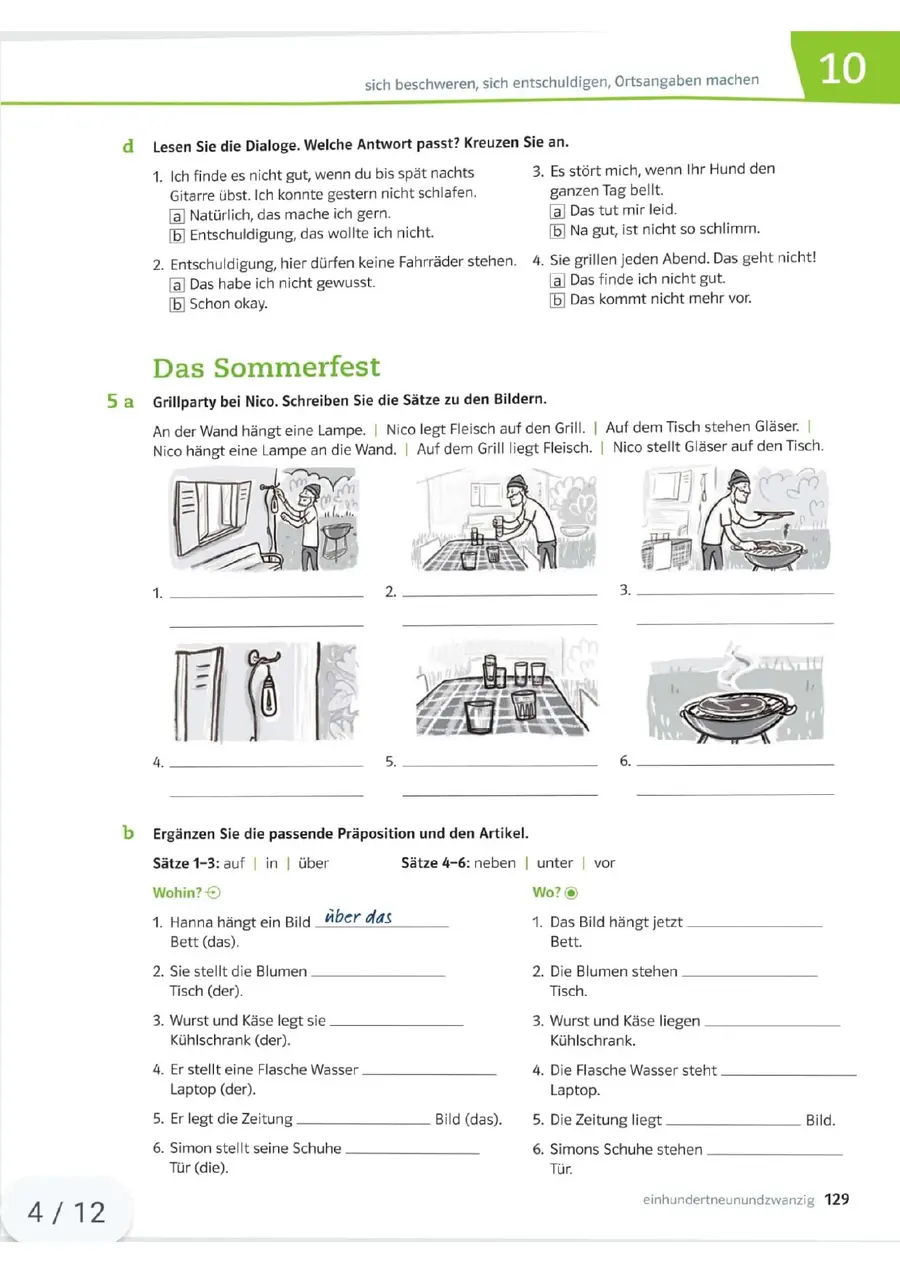 sich beschweren, sich entschuldigen, Ortsangaben machen
10
d Lesen Sie die Dialoge. Welche Antwort passt? Kreuzen Sie an.
1. Ich finde es nicht gut, wenn du bis spät nachts
Gitarre übst. Ich konnte gestern nicht schlafen.
a Natürlich, das mache ich gern.
b Entschuldigung, das wollte ich nicht.
2. Entschuldigung, hier dürfen keine Fahrräder stehen.
a Das habe ich nicht gewusst.
b Schon okay.
3. Es stört mich, wenn Ihr Hund den
ganzen Tag bellt.
a Das tut mir leid.
b Na gut, ist nicht so schlimm.
4. Sie grillen jeden Abend. Das geht nicht!
a Das finde ich nicht gut.
b Das kommt nicht mehr vor.
Das Sommerfest
5 a Grillparty bei Nico. Schreiben Sie die Sätze zu den Bildern.
An der Wand hängt eine Lampe. | Nico legt Fleisch auf den Grill. | Auf dem Tisch stehen Gläser. |
Nico hängt eine Lampe an die Wand. | Auf dem Grill liegt Fleisch. | Nico stellt Gläser auf den Tisch.
1. 2. 3.
4. 5. 6.
b Ergänzen Sie die passende Präposition und den Artikel.
Sätze 1–3: auf | in | über Sätze 4–6: neben | unter | vor
Wohin?
1. Hanna hängt ein Bild über das
Bett (das).
2. Sie stellt die Blumen
Tisch (der).
3. Wurst und Käse legt sie
Kühlschrank (der).
4. Er stellt eine Flasche Wasser
Laptop (der).
5. Er legt die Zeitung Bild (das).
6. Simon stellt seine Schuhe
Tür (die).
Wo?
1. Das Bild hängt jetzt
Bett.
2. Die Blumen stehen
Tisch.
3. Wurst und Käse liegen
Kühlschrank.
4. Die Flasche Wasser steht
Laptop.
5. Die Zeitung liegt Bild.
6. Simons Schuhe stehen
Tür.
einhundertneunundzwanzig 129
4 / 12